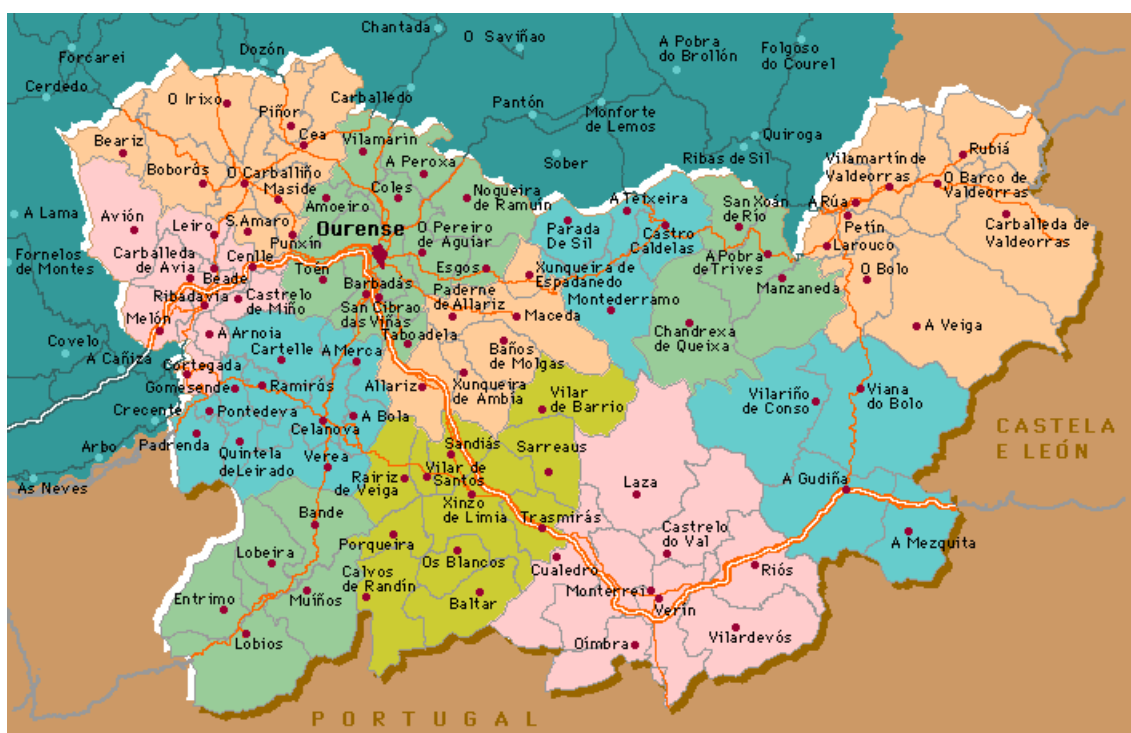 Chantada
O Saviñao
Forcarei
Dozón
A Pobra
do Brollón
Folgoso
do Courel
Cerdedo
O Irixo
Carballedo
Piñor
Pantón
Monforte
de Lemos
Beariz
Cea
Vilamarín
Quiroga
Sober
Ribas de Sil
Vilamartín de
Valdeorras
Rubiá
Boborás
O Carballiño
A Peroxa
O Barco de
Valdeorras
Maside
Coles
Nogueira
de Ramuín
A Lama
Avión
Amoeiro
A Teixeira
San Xoán
de Río
A Rúa
Petín
Carballeda de
Valdeorras
Leiro
S.Amaro
Punxín
Ourense
O Pereiro
de Aguiar
Parada
De Sil
Castro
Caldelas
Larouco
Fornelos
de Montes
Carballeda
de Avia
Cenlle
Toén
Esgos
Xunqueira de
Espadanedo
A Pobra
de Trives
O Bolo
Beade
Barbadás
Manzaneda
Ribadavia
Castrelo
de Miño
San Cibrao
das Viñas
Paderne
de Allariz
Montederramo
Melón
Maceda
A Arnoia
Taboadela
Chandrexa
de Queixa
A Veiga
Covelo
A Cañiza
Cartelle
A Merca
Baños
de Molgas
Cortegada
Gomesende
Ramirás
Allariz
Xunqueira
de Ambía
Vilar
de Barrio
Vilariño
de Conso
Viana
do Bolo
Crecente
Pontedeva
A Bola
Celanova
CASTELA
E LEÓN
Arbo
Padrenda
Quintela
deLeirado
Verea
Sandiás
Sarreaus
As Neves
Rairiz
de Veiga
Vilar de
Santos
Laza
A Gudiña
Xinzo
de Limia
Bande
Trasmirás
Castrelo
do Val
A Mezquita
Lobeira
Porqueira
Os Blancos
Cualedro
Riós
Calvos
de Randín
Monterrei
Entrimo
Muíños
Baltar
Verín
Lobios
Oímbra
Vilardevós
PORTUGAL